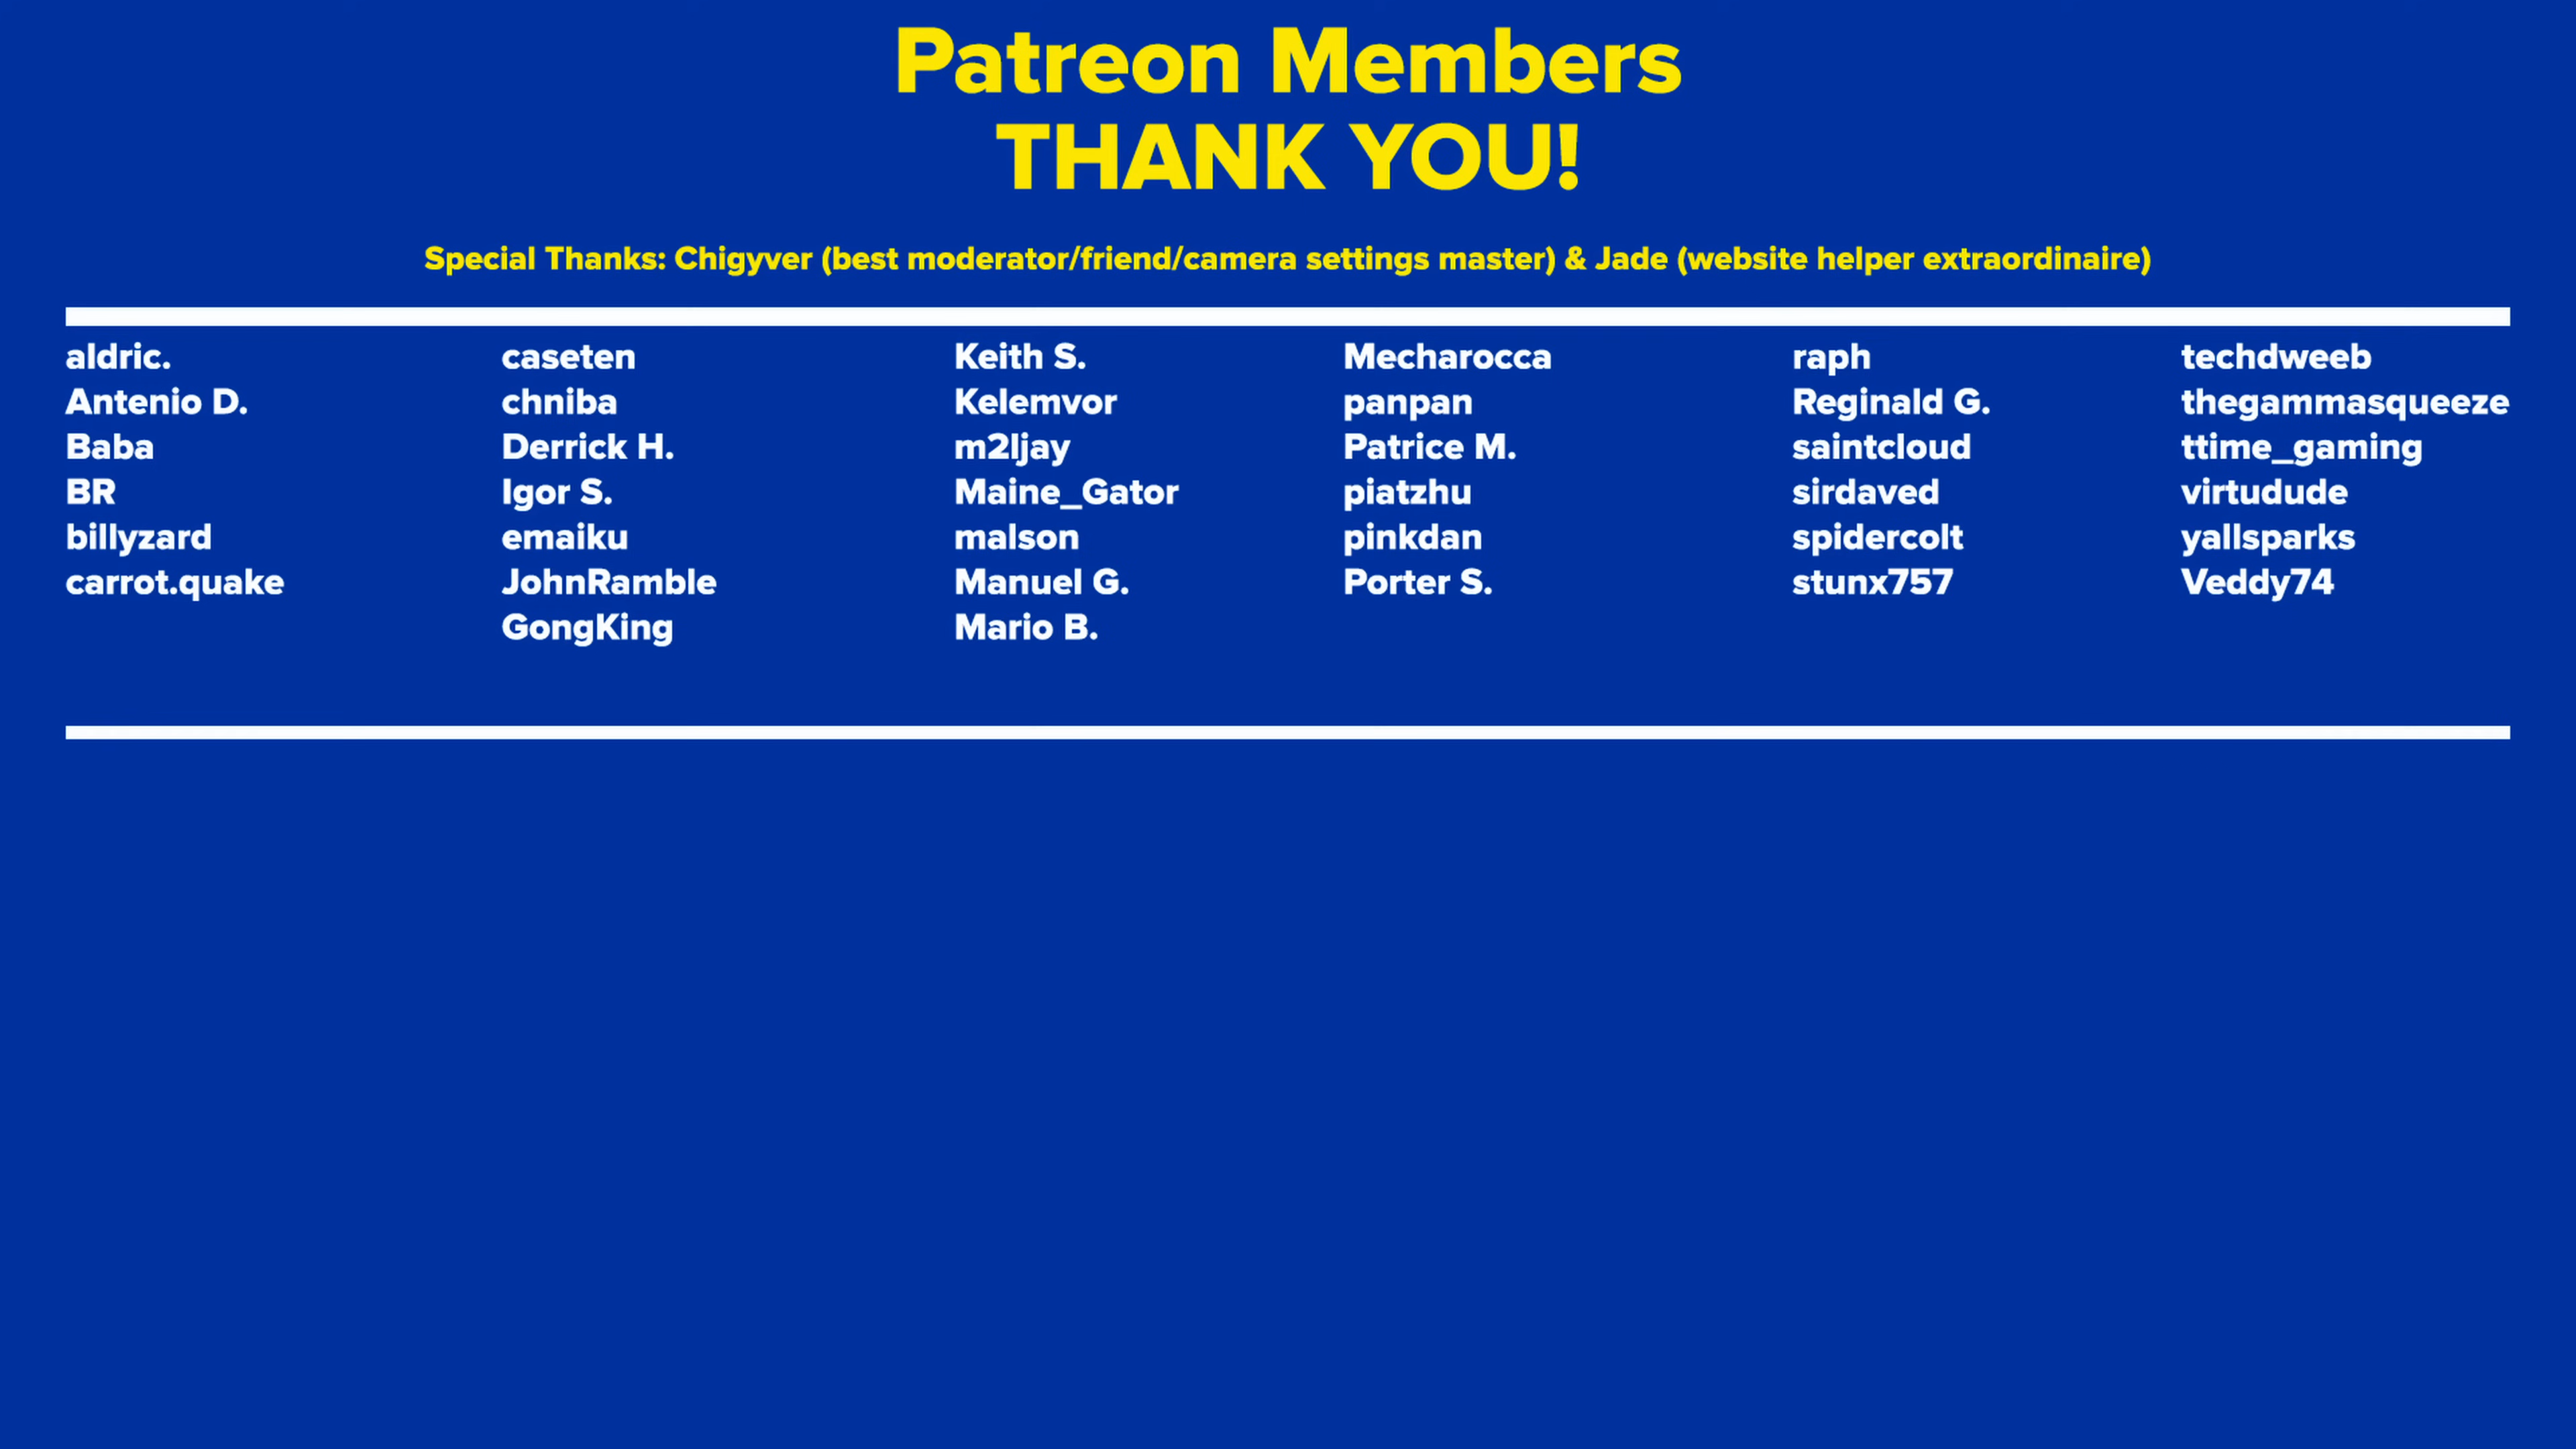 Patreon Members
THANK YOU!
Special Thanks: Chigyver (best moderator/friend/camera settings master) & Jade (website helper extraordinaire)
aldric.
Antenio D.
Baba
BR
billyzard
carrot.quake
caseten
chniba
Derrick H.
Igor S.
emaiku
JohnRamble
GongKing
Keith S.
Kelemvor
m2ljay
Maine_Gator
malson
Manuel G.
Mario B.
Mecharocca
panpan
Patrice M.
piatzhu
pinkdan
Porter S.
raph
Reginald G.
saintcloud
sirdaved
spidercolt
stunx757
techdweeb
thegammasqueeze
ttime_gaming
virtudude
yallsparks
Veddy74